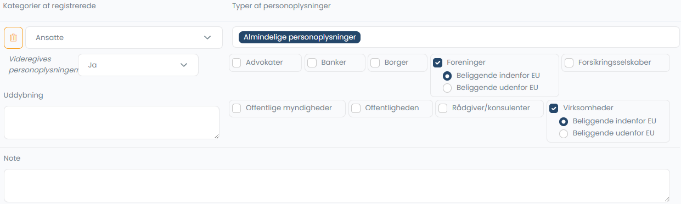 Kategorier af registrerede
Typer af personoplysninger
Ansatte
Almindelige personoplysninger
Videregives personoplysningen
Ja
Advokater
Banker
Borger
Foreninger
Beliggende indenfor EU
Beliggende udenfor EU
Forsikringsselskaber
Uddybning
Offentlige myndigheder
Offentligheden
Rådgiver/konsulenter
Virksomheder
Beliggende indenfor EU
Beliggende udenfor EU
Note